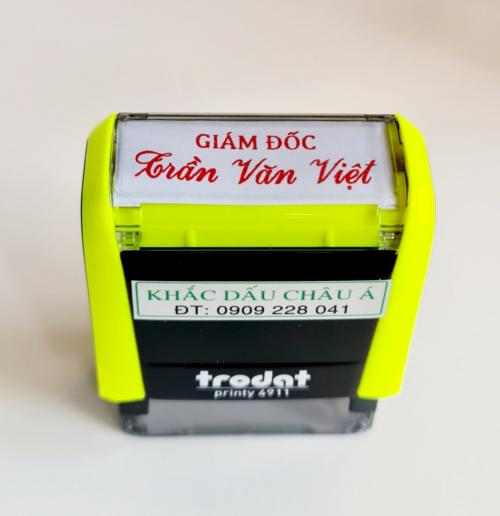 GIÁM ĐỐC
Trần Văn Việt
KHẮC DẤU CHÂU Á
ĐT: 0909 228 041
trodat
printy 4911